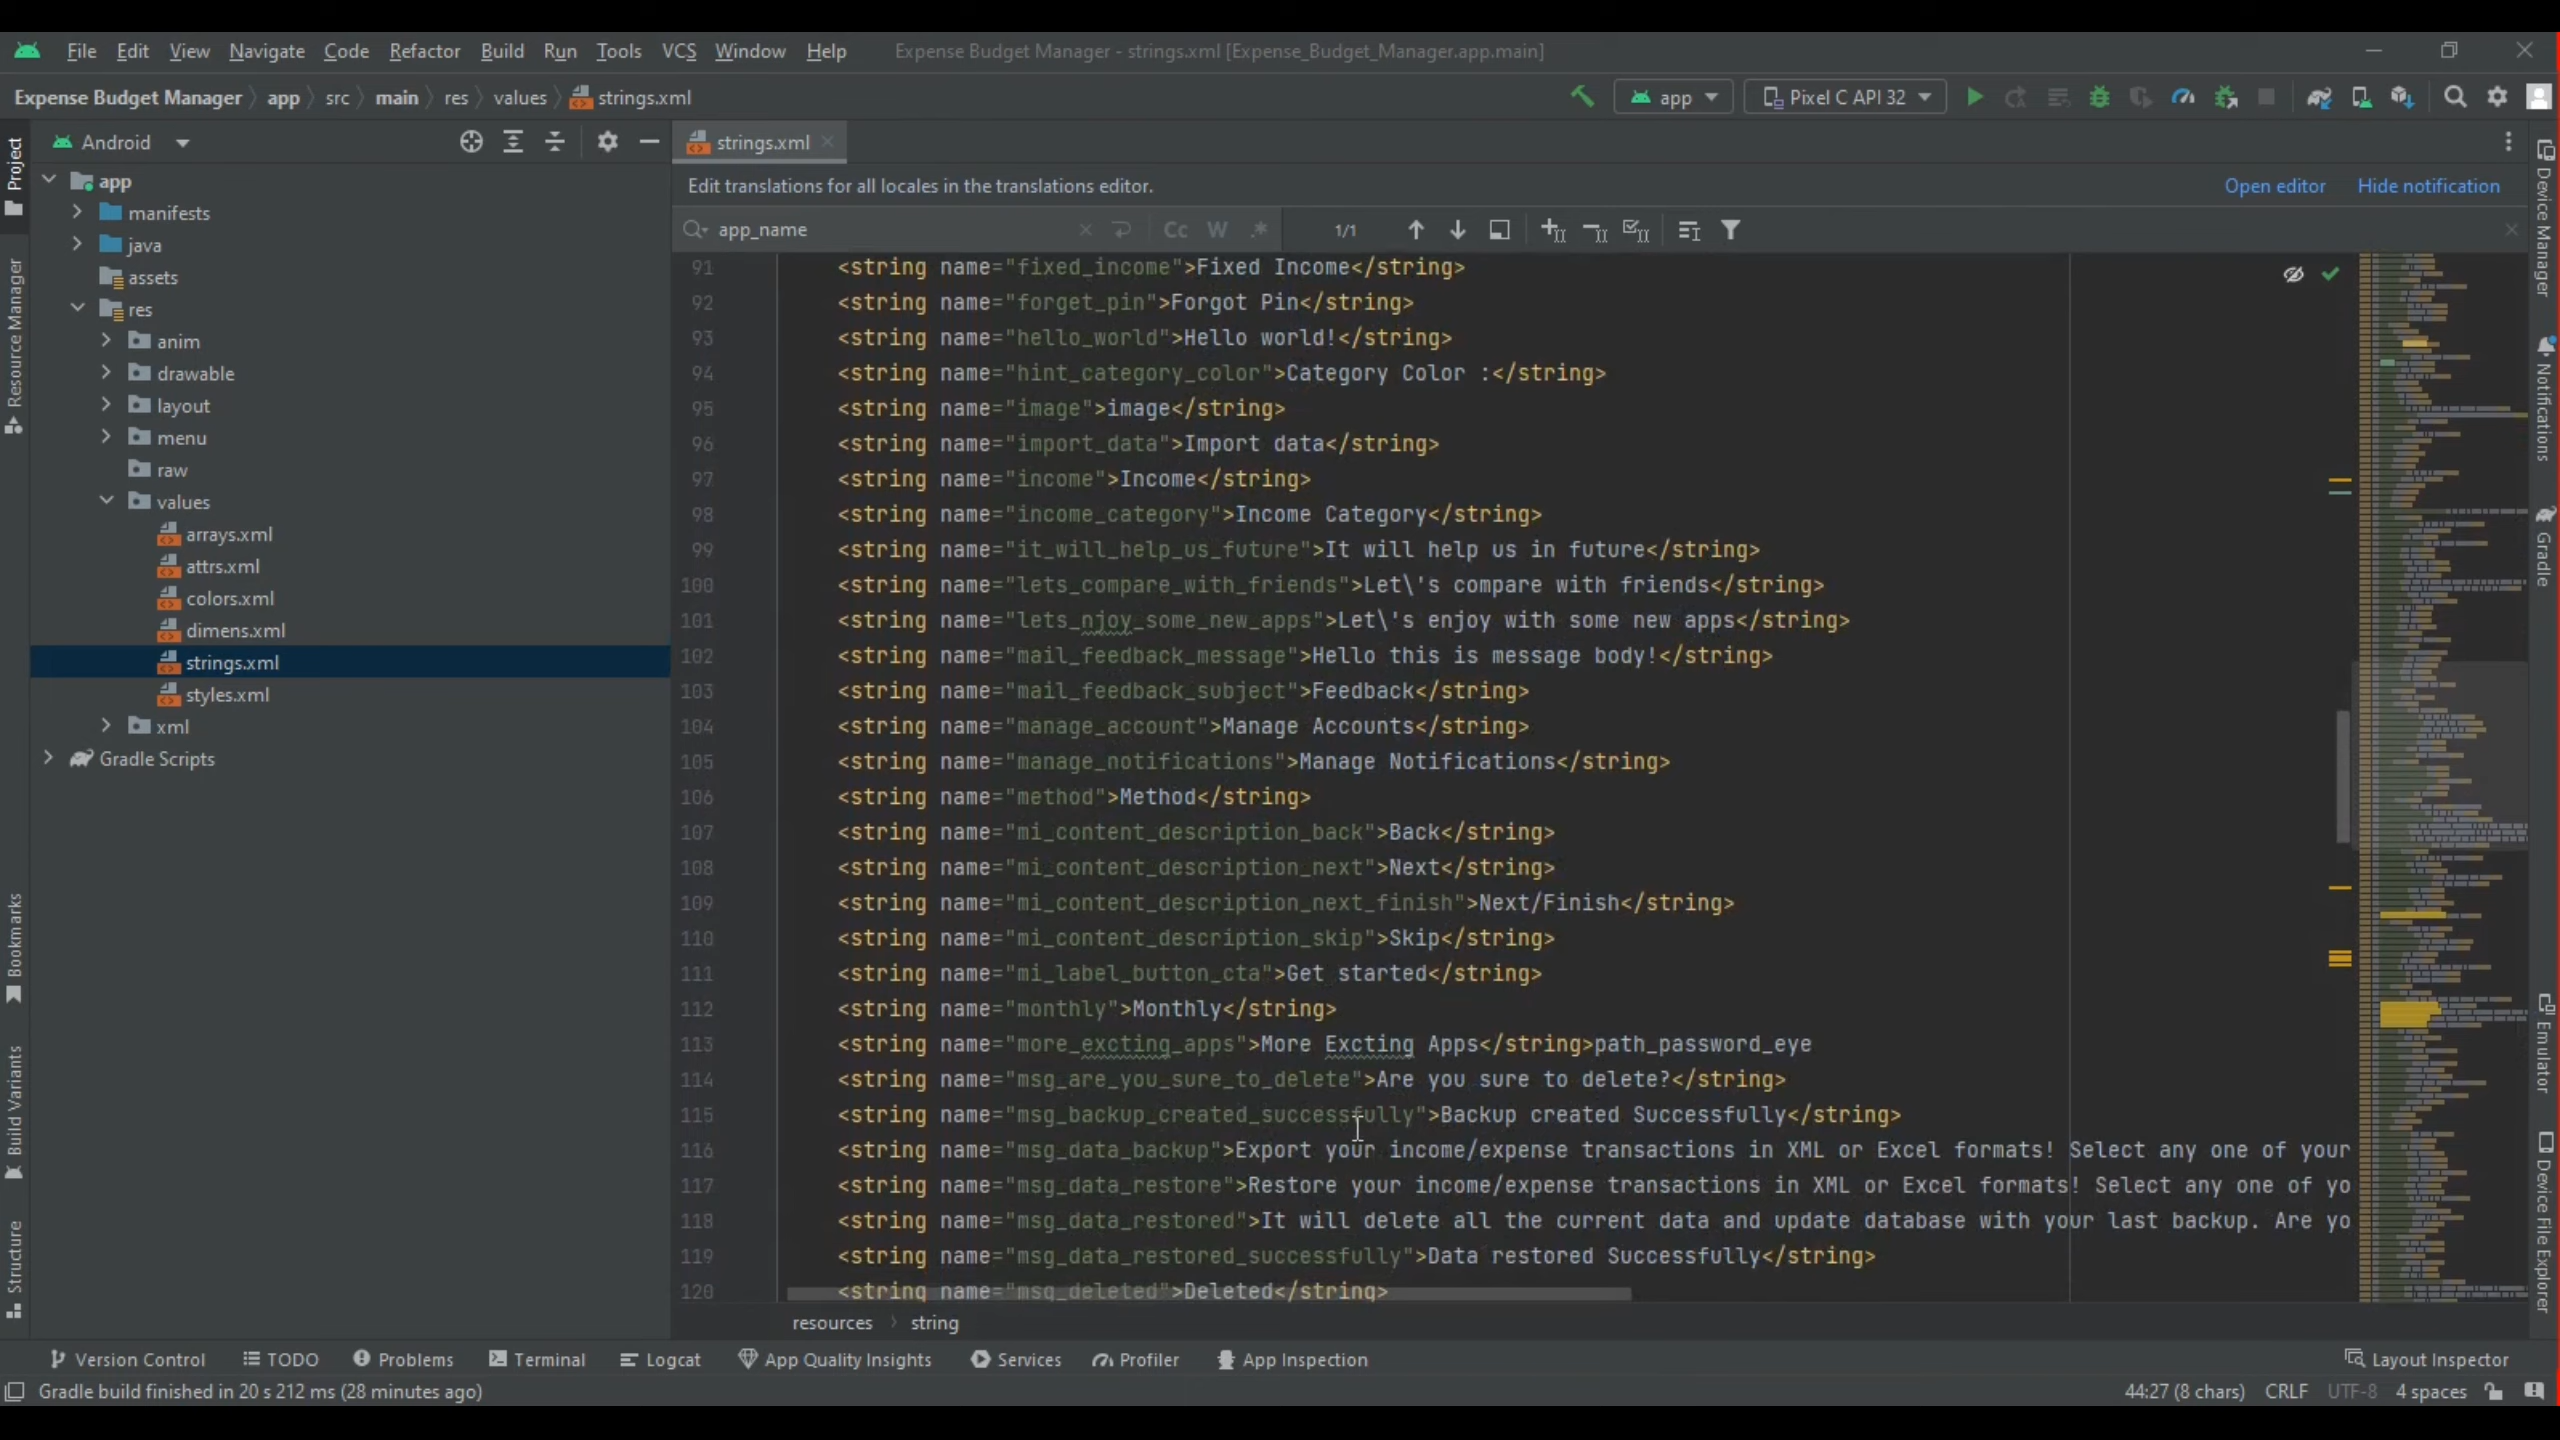 File Edit View Navigate Code Refactor Build Run Tools VCS Window Help Expense Budget Manager - strings.xml [Expense_Budget_Manager.app.main]
Expense Budget Manager app src main res values strings.xml app Pixel C API 32
Project
Resource Manager
Bookmarks
Build Variants
Structure
Android
app
manifests
java
assets
res
anim
drawable
layout
menu
raw
values
arrays.xml
attrs.xml
colors.xml
dimens.xml
strings.xml
styles.xml
xml
Gradle Scripts
strings.xml
Edit translations for all locales in the translations editor. Open editor Hide notification
app_name Cc W .* 1/1
91 <string name="fixed_income">Fixed Income</string>
92 <string name="forget_pin">Forgot Pin</string>
93 <string name="hello_world">Hello world!</string>
94 <string name="hint_category_color">Category Color :</string>
95 <string name="image">image</string>
96 <string name="import_data">Import data</string>
97 <string name="income">Income</string>
98 <string name="income_category">Income Category</string>
99 <string name="it_will_help_us_future">It will help us in future</string>
100 <string name="lets_compare_with_friends">Let\'s compare with friends</string>
101 <string name="lets_njoy_some_new_apps">Let\'s enjoy with some new apps</string>
102 <string name="mail_feedback_message">Hello this is message body!</string>
103 <string name="mail_feedback_subject">Feedback</string>
104 <string name="manage_account">Manage Accounts</string>
105 <string name="manage_notifications">Manage Notifications</string>
106 <string name="method">Method</string>
107 <string name="mi_content_description_back">Back</string>
108 <string name="mi_content_description_next">Next</string>
109 <string name="mi_content_description_next_finish">Next/Finish</string>
110 <string name="mi_content_description_skip">Skip</string>
111 <string name="mi_label_button_cta">Get started</string>
112 <string name="monthly">Monthly</string>
113 <string name="more_excting_apps">More Excting Apps</string>path_password_eye
114 <string name="msg_are_you_sure_to_delete">Are you sure to delete?</string>
115 <string name="msg_backup_created_successfully">Backup created Successfully</string>
116 <string name="msg_data_backup">Export your income/expense transactions in XML or Excel formats! Select any one of your
117 <string name="msg_data_restore">Restore your income/expense transactions in XML or Excel formats! Select any one of yo
118 <string name="msg_data_restored">It will delete all the current data and update database with your last backup. Are yo
119 <string name="msg_data_restored_successfully">Data restored Successfully</string>
120 <string name="msg_deleted">Deleted</string>
resources string
Device Manager
Notifications
Gradle
Emulator
Device File Explorer
Version Control TODO Problems Terminal Logcat App Quality Insights Services Profiler App Inspection Layout Inspector
Gradle build finished in 20 s 212 ms (28 minutes ago) 44:27 (8 chars) CRLF UTF-8 4 spaces